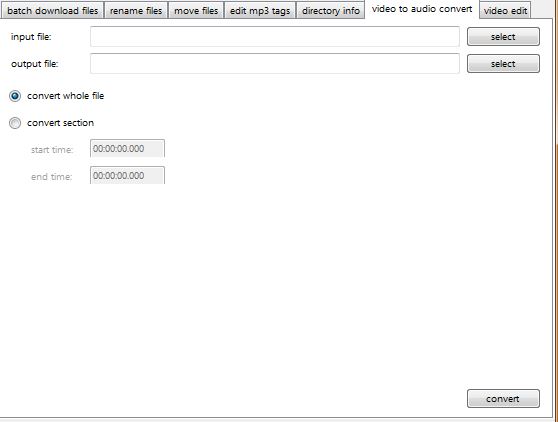 batch download files rename files move files edit mp3 tags directory info video to audio convert video edit
input file: select
output file: select
convert whole file
convert section
start time: 00:00:00.000
end time: 00:00:00.000
convert